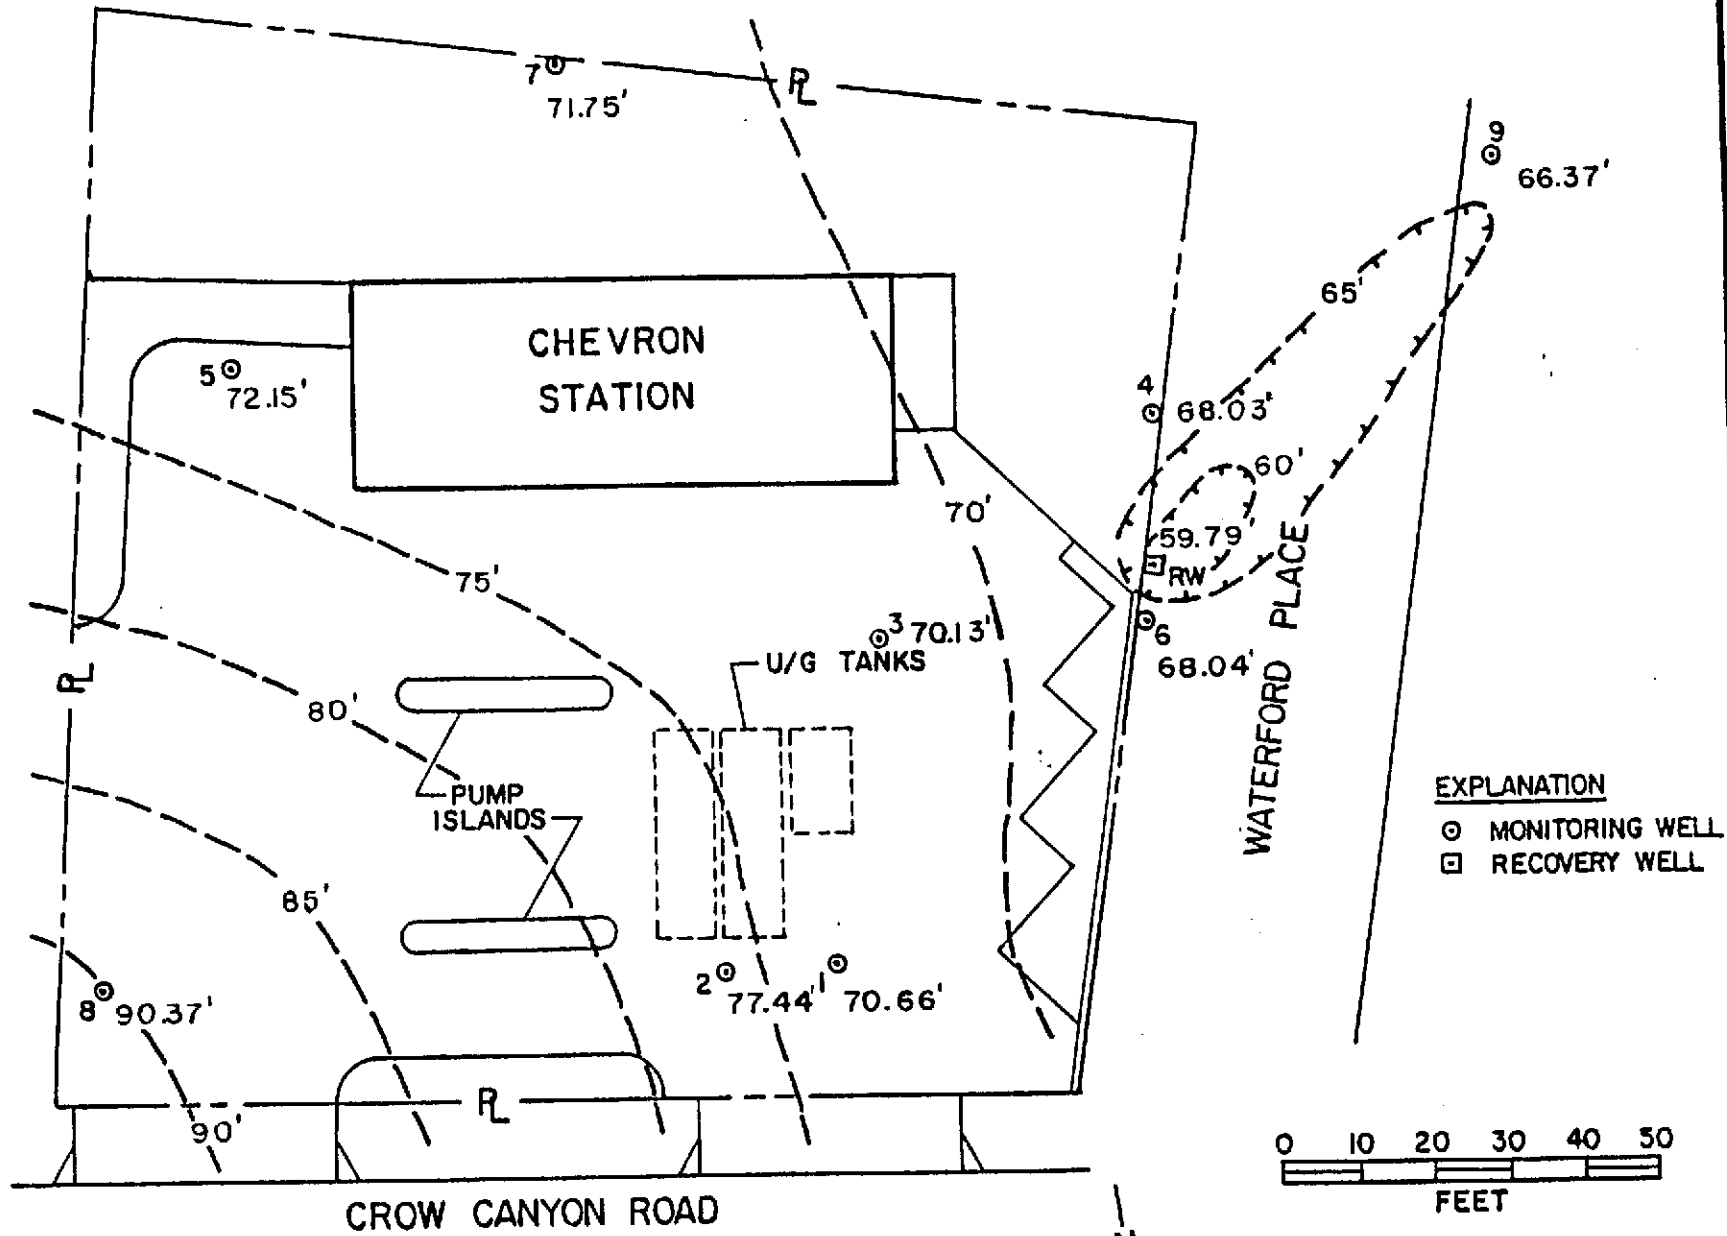 7
71.75'
PL
9
66.37'
65'
CHEVRON
STATION
5
72.15'
4
68.03'
60'
70'
59.79'
RW
75'
3 70.13'
6
68.04'
U/G TANKS
PL
80'
WATERFORD PLACE
PUMP
ISLANDS
EXPLANATION
MONITORING WELL
RECOVERY WELL
85'
2
77.44'
1
70.66'
8
90.37'
PL
90'
0 10 20 30 40 50
FEET
CROW CANYON ROAD